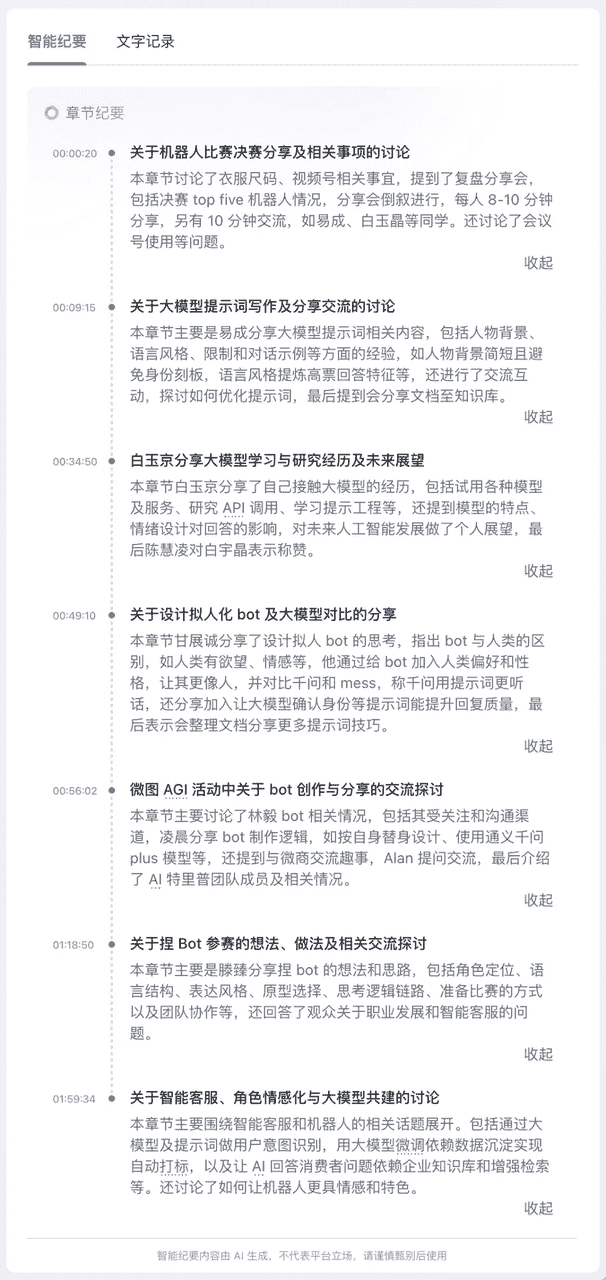 智能纪要 文字记录
章节纪要
00:00:20 关于机器人比赛决赛分享及相关事项的讨论
本章节讨论了衣服尺码、视频号相关事宜，提到了复盘分享会，
包括决赛 top five 机器人情况，分享会倒叙进行，每人 8-10 分钟
分享，另有 10 分钟交流，如易成、白玉晶等同学。还讨论了会议
号使用等问题。
收起
00:09:15 关于大模型提示词写作及分享交流的讨论
本章节主要是易成分享大模型提示词相关内容，包括人物背景、
语言风格、限制和对话示例等方面的经验，如人物背景简短且避
免身份刻板，语言风格提炼高票回答特征等，还进行了交流互
动，探讨如何优化提示词，最后提到会分享文档至知识库。
收起
00:34:50 白玉京分享大模型学习与研究经历及未来展望
本章节白玉京分享了自己接触大模型的经历，包括试用各种模型
及服务、研究 API 调用、学习提示工程等，还提到模型的特点、
情绪设计对回答的影响，对未来人工智能发展做了个人展望，最
后陈慧凌对白宇晶表示称赞。
收起
00:49:10 关于设计拟人化 bot 及大模型对比的分享
本章节甘展诚分享了设计拟人 bot 的思考，指出 bot 与人类的区
别，如人类有欲望、情感等，他通过给 bot 加入人类偏好和性
格，让其更像人，并对比千问和 mess，称千问用提示词更听
话，还分享加入让大模型确认身份等提示词能提升回复质量，最
后表示会整理文档分享更多提示词技巧。
收起
00:56:02 微图 AGI 活动中关于 bot 创作与分享的交流探讨
本章节主要讨论了林毅 bot 相关情况，包括其受关注和沟通渠
道，凌晨分享 bot 制作逻辑，如按自身替身设计、使用通义千问
plus 模型等，还提到与微商交流趣事，Alan 提问交流，最后介绍
了 AI 特里普团队成员及相关情况。
收起
01:18:50 关于捏 Bot 参赛的想法、做法及相关交流探讨
本章节主要是滕臻分享捏 bot 的想法和思路，包括角色定位、语
言结构、表达风格、原型选择、思考逻辑链路、准备比赛的方式
以及团队协作等，还回答了观众关于职业发展和智能客服的问
题。
收起
01:59:34 关于智能客服、角色情感化与大模型共建的讨论
本章节主要围绕智能客服和机器人的相关话题展开。包括通过大
模型及提示词做用户意图识别，用大模型微调依赖数据沉淀实现
自动打标，以及让 AI 回答消费者问题依赖企业知识库和增强检索
等。还讨论了如何让机器人更具情感和特色。
收起
智能纪要内容由 AI 生成，不代表平台立场，请谨慎甄别后使用